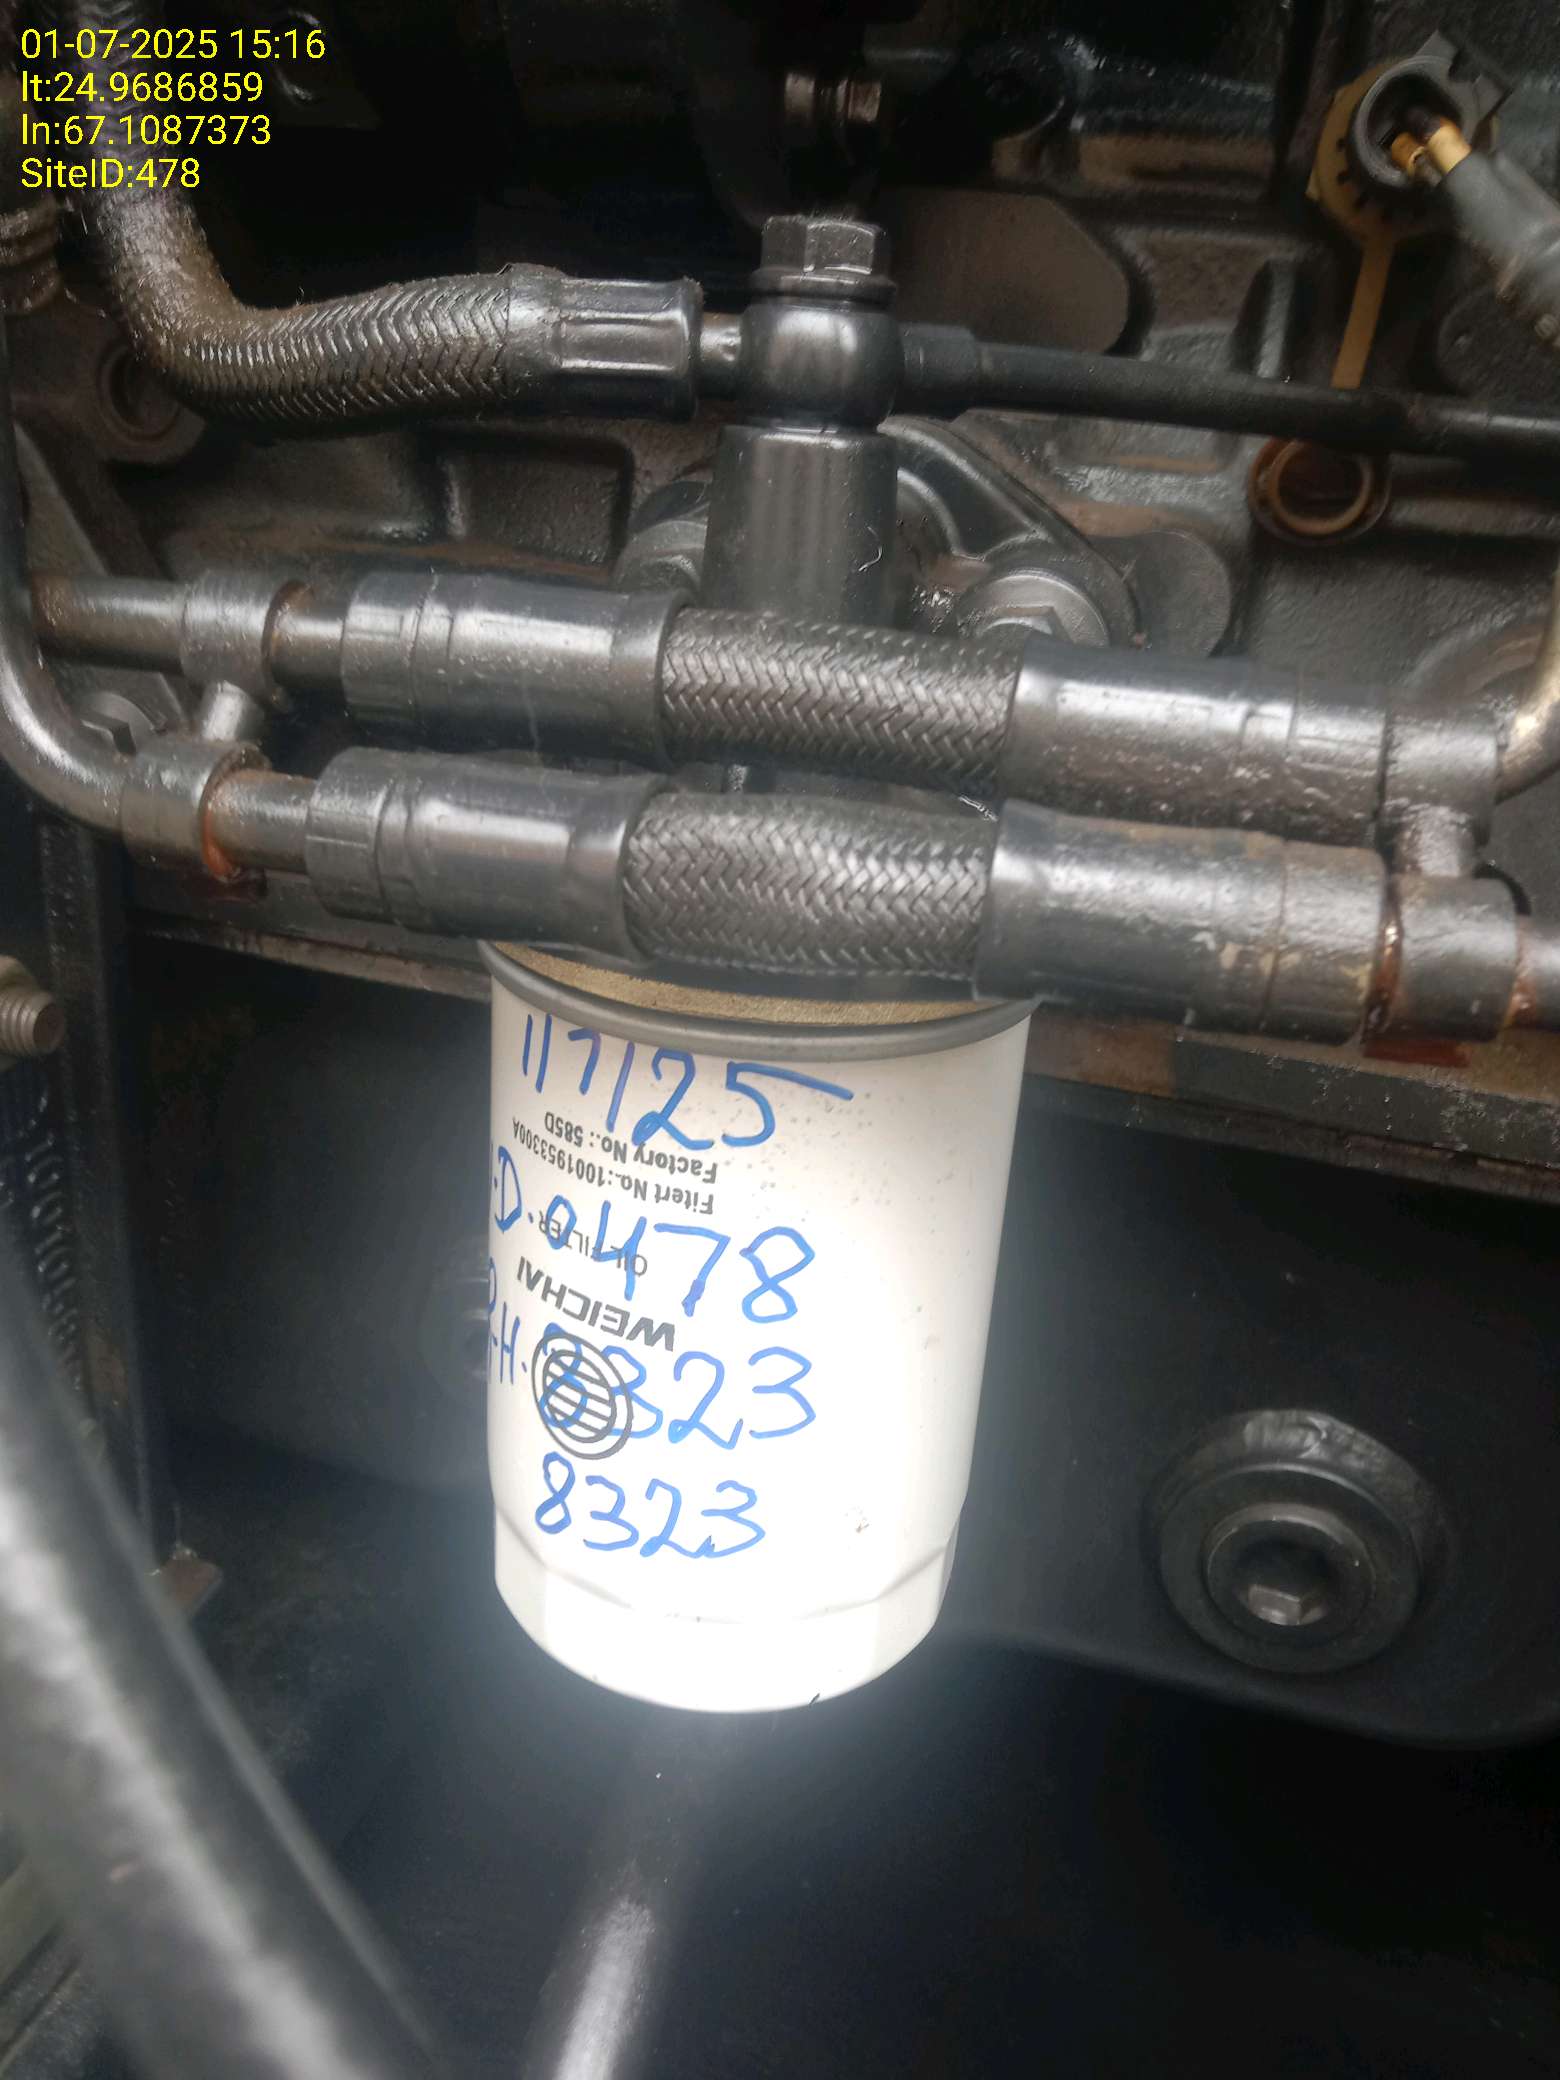 01-07-2025 15:16
lt:24.9686859
ln:67.1087373
SiteID:478
1/7/25
Factory No.: 585D
Fitert No.:1001953300A
I.D.0478
OIL FILTER
WEICHAI
R-H.8323
8323